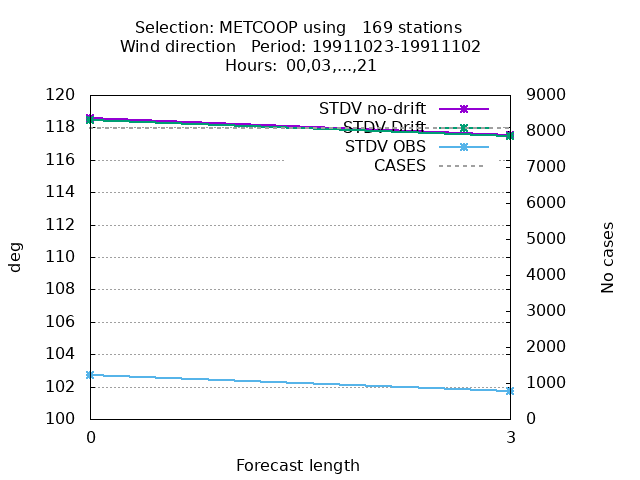 Selection: METCOOP using   169 stations
Wind direction   Period: 19911023-19911102
Hours:  00,03,...,21
STDV no-drift
STDV Drift
STDV OBS
CASES
120
118
116
114
112
110
108
106
104
102
100
deg
9000
8000
7000
6000
5000
4000
3000
2000
1000
0
No cases
0
3
Forecast length